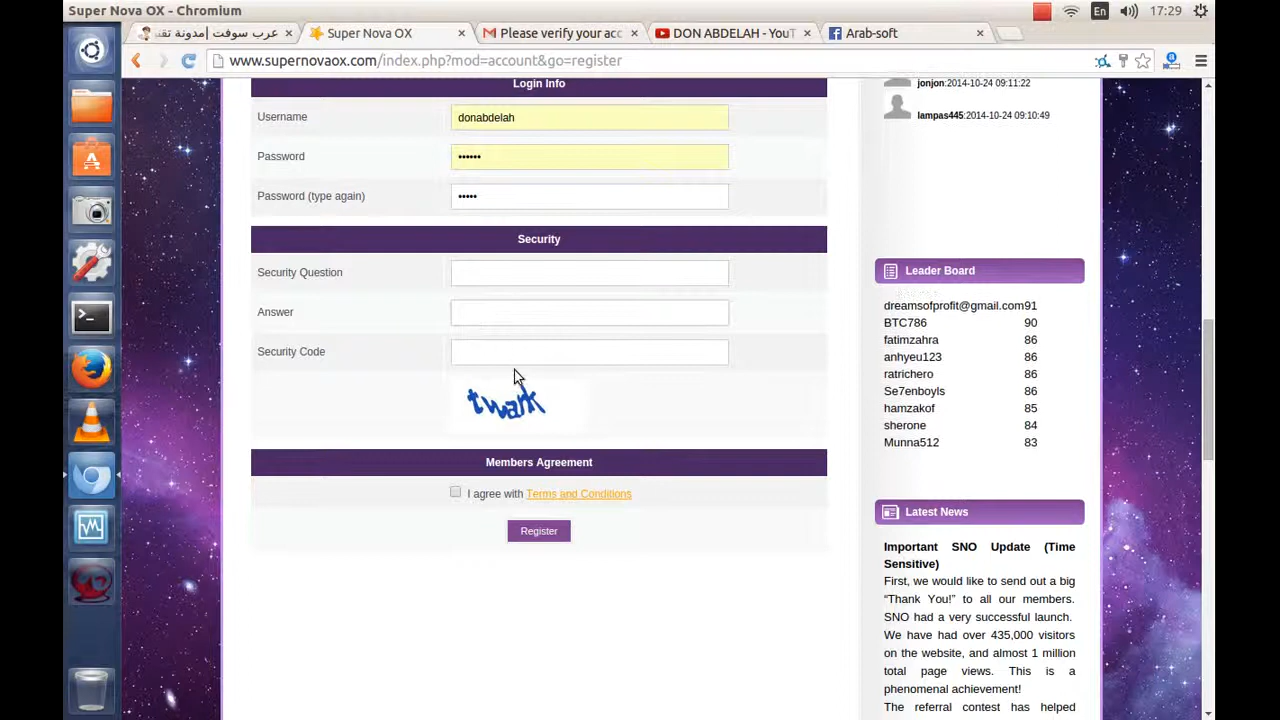 Super Nova OX - Chromium
En
17:29
عرب سوفت |مدونة تقني
Super Nova OX
Please verify your acc
DON ABDELAH - YouT
Arab-soft
www.supernovaox.com/index.php?mod=account&go=register
Login Info
Username
donabdelah
Password
••••••
Password (type again)
•••••
Security
Security Question
Answer
Security Code
twark
Members Agreement
I agree with Terms and Conditions
Register
jonjon:2014-10-24 09:11:22
lampas445:2014-10-24 09:10:49
Leader Board
dreamsofprofit@gmail.com91
BTC786 90
fatimzahra 86
anhyeu123 86
ratrichero 86
Se7enboyls 86
hamzakof 85
sherone 84
Munna512 83
Latest News
Important SNO Update (Time
Sensitive)
First, we would like to send out a big
“Thank You!” to all our members.
SNO had a very successful launch.
We have had over 435,000 visitors
on the website, and almost 1 million
total page views. This is a
phenomenal achievement!
The referral contest has helped